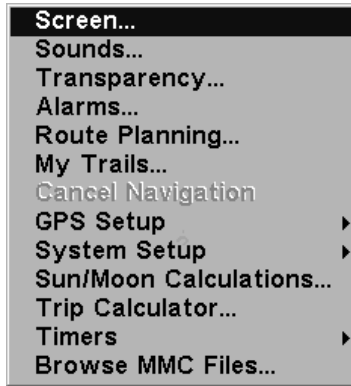 Screen...
Sounds...
Transparency...
Alarms...
Route Planning...
My Trails...
Cancel Navigation
GPS Setup
System Setup
Sun/Moon Calculations...
Trip Calculator...
Timers
Browse MMC Files...